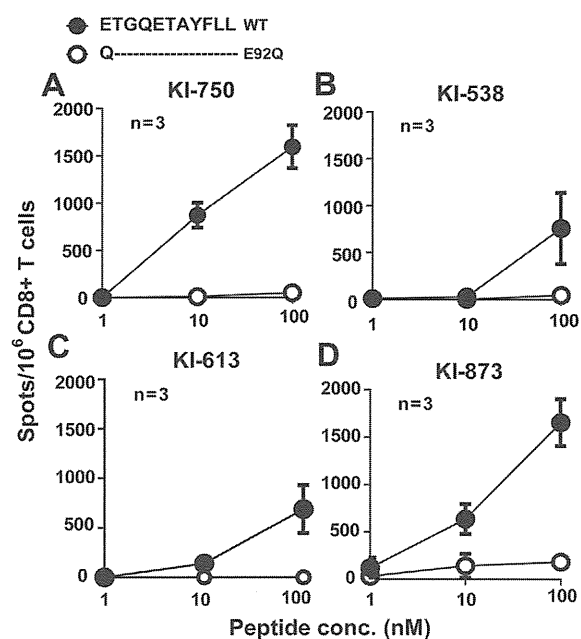 ETGQETAYFLL WT
Q---------------------- E92Q
A
KI-750
n=3
2000
1500
1000
500
0
1
10
100
B
KI-538
n=3
2000
1500
1000
500
0
1
10
100
C
KI-613
n=3
2000
1500
1000
500
0
1
10
100
D
KI-873
n=3
2000
1500
1000
500
0
1
10
100
Spots/10⁶ CD8+ T cells
Peptide conc. (nM)